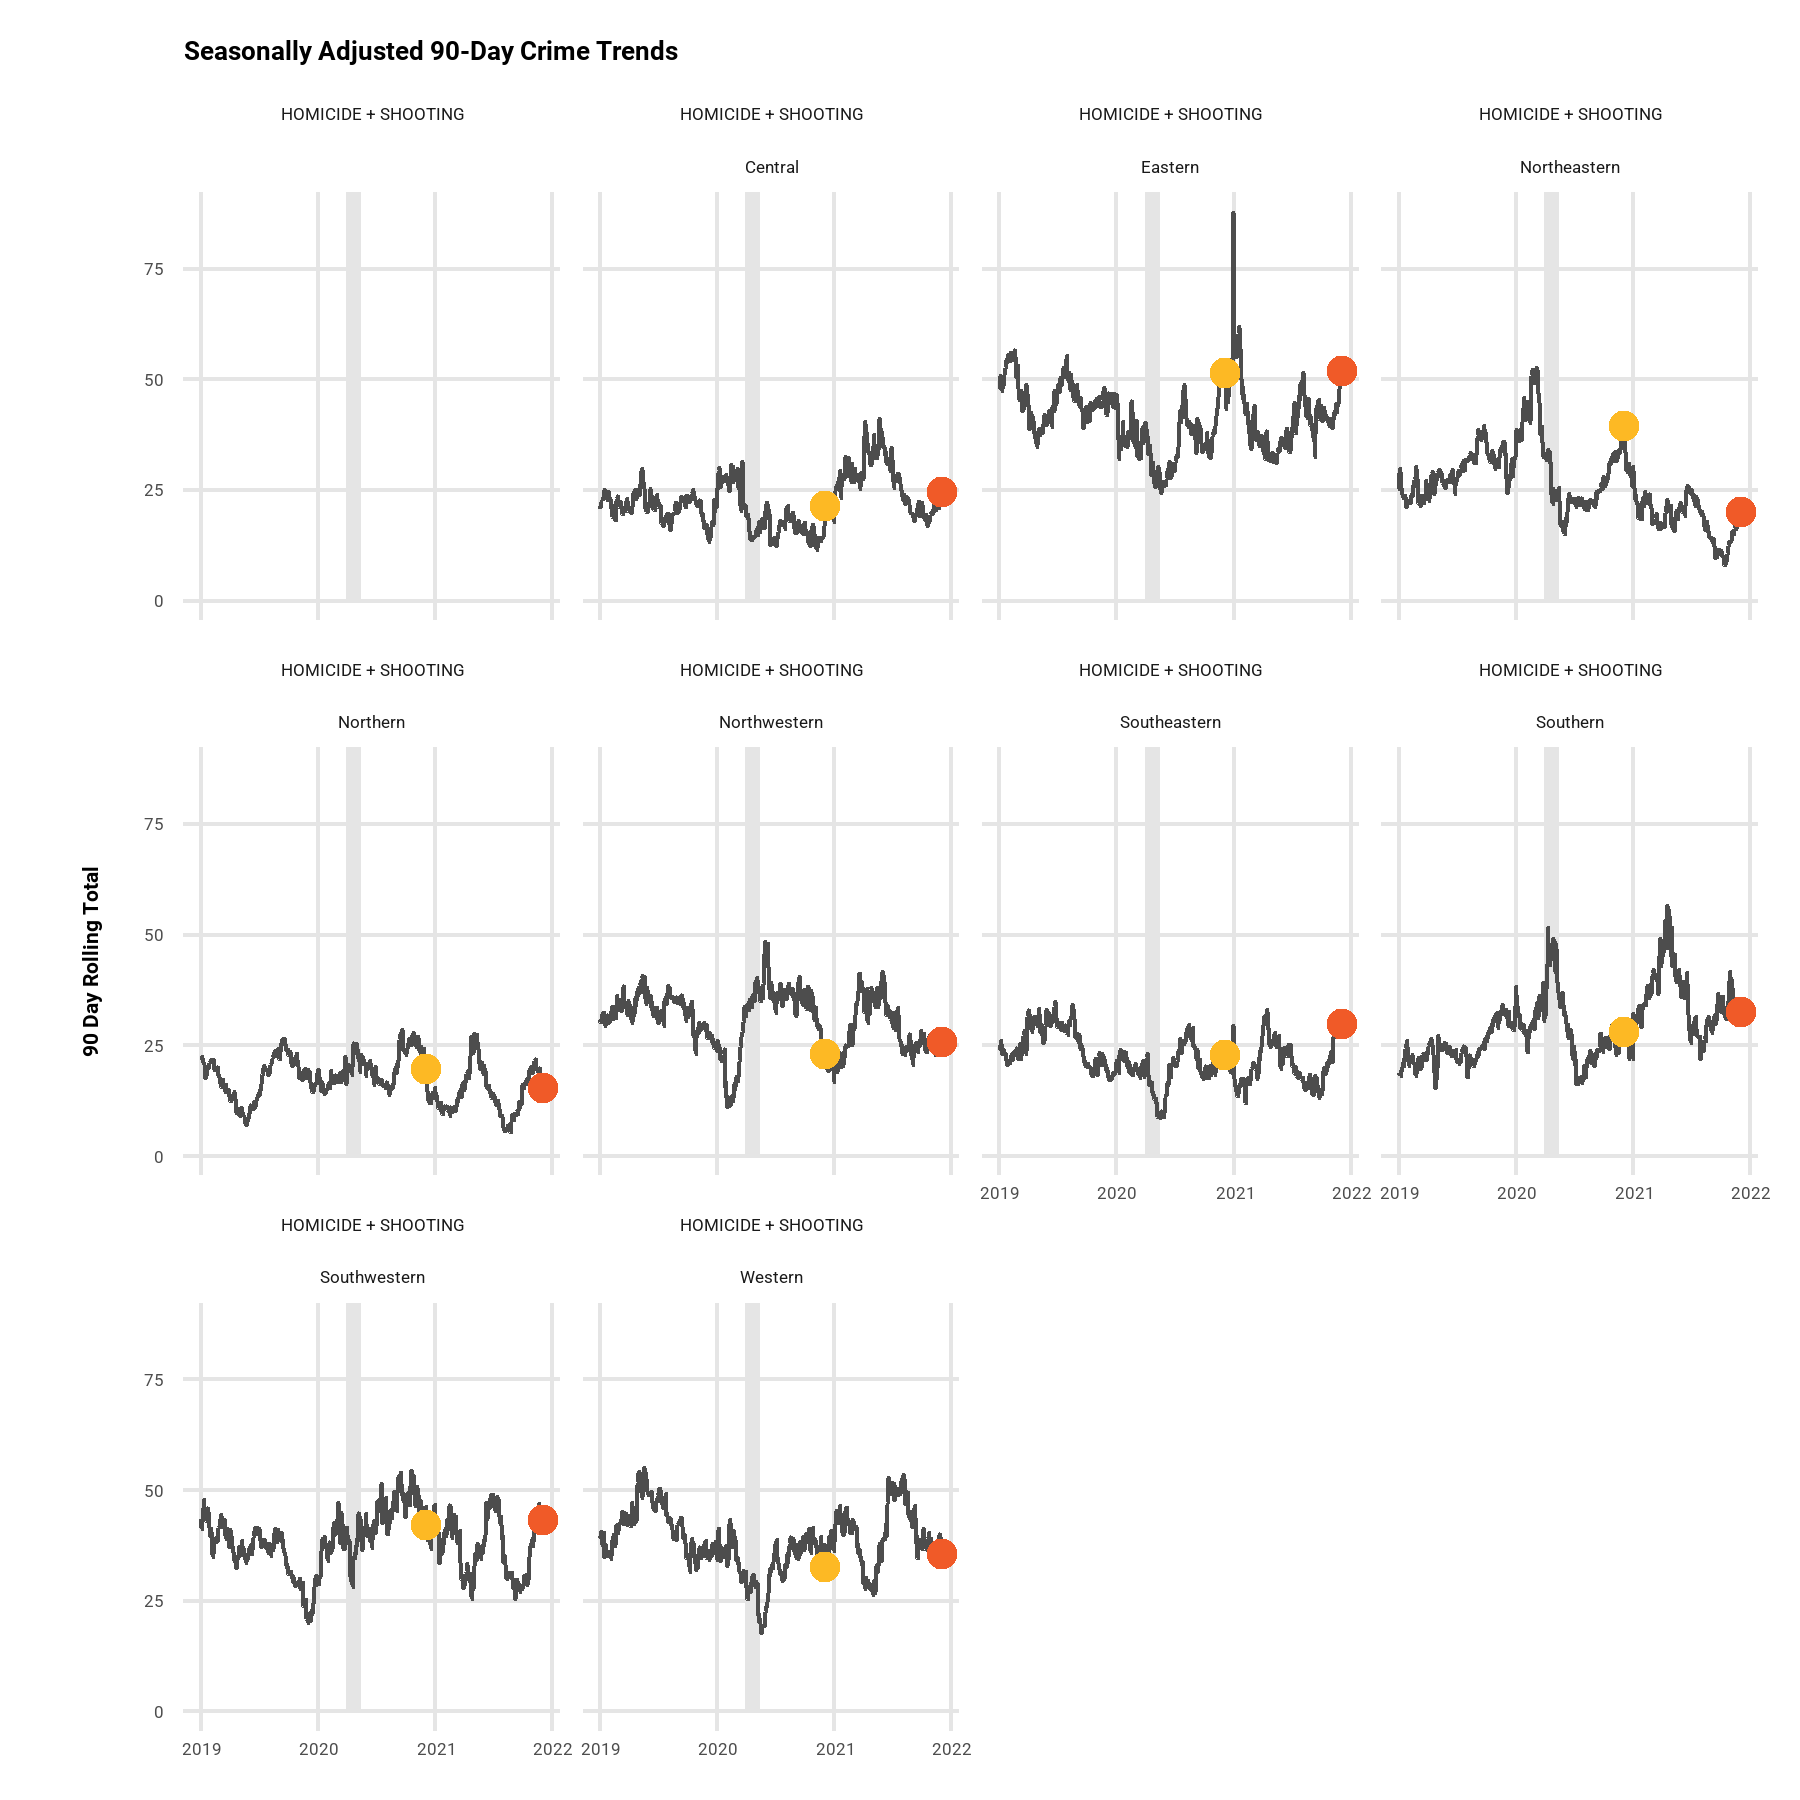 Seasonally Adjusted 90-Day Crime Trends
HOMICIDE + SHOOTING
HOMICIDE + SHOOTING
HOMICIDE + SHOOTING
HOMICIDE + SHOOTING
Central
Eastern
Northeastern
75
50
25
0
HOMICIDE + SHOOTING
HOMICIDE + SHOOTING
HOMICIDE + SHOOTING
HOMICIDE + SHOOTING
Northern
Northwestern
Southeastern
Southern
90 Day Rolling Total
75
50
25
0
2019 2020 2021 2022
2019 2020 2021 2022
HOMICIDE + SHOOTING
HOMICIDE + SHOOTING
Southwestern
Western
75
50
25
0
2019 2020 2021 2022
2019 2020 2021 2022